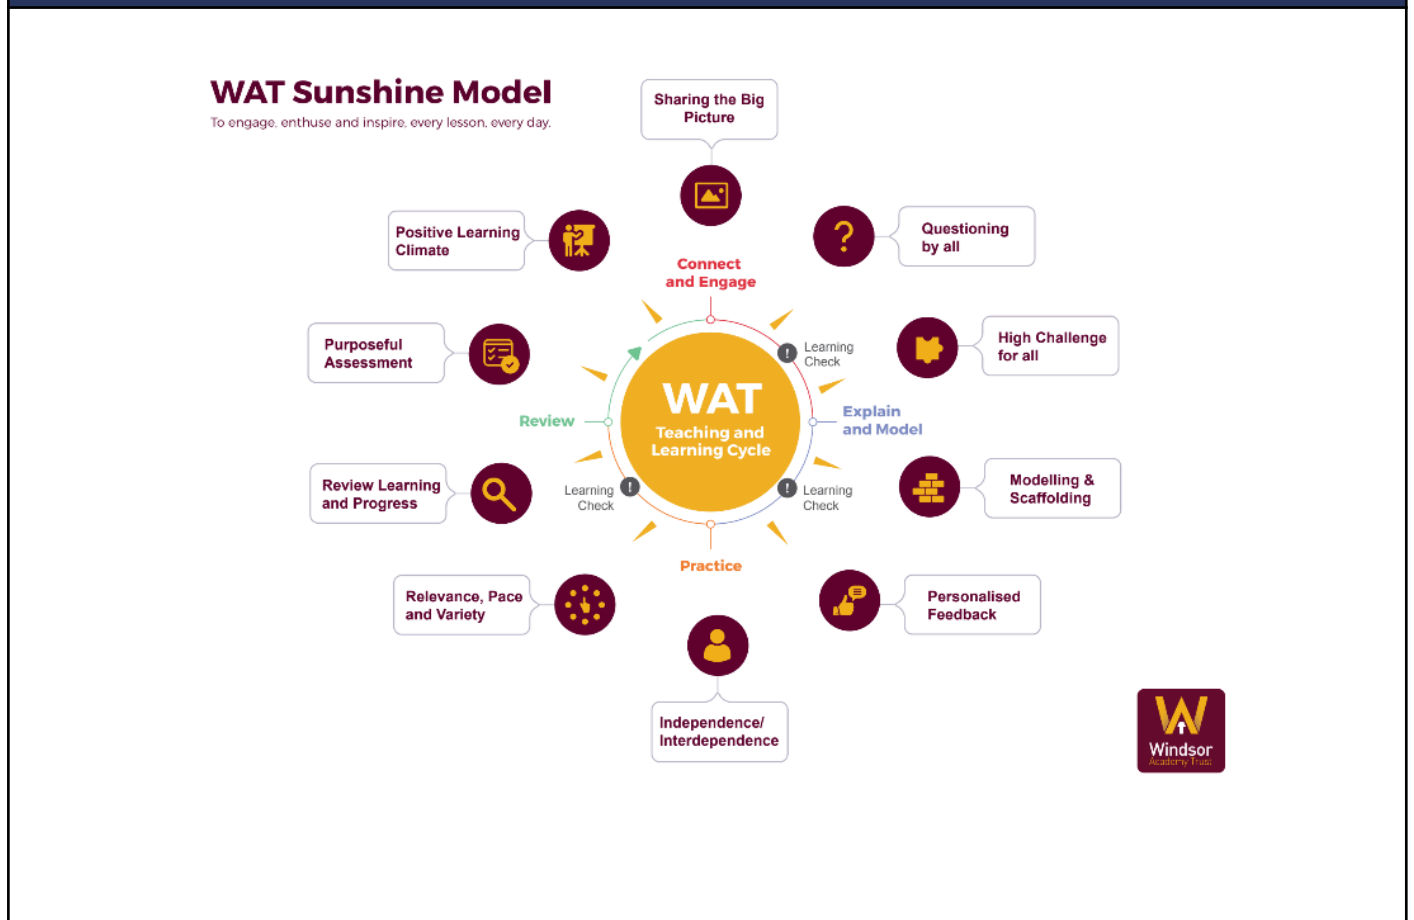 WAT Sunshine Model
To engage, enthuse and inspire, every lesson, every day.
Sharing the Big
Picture
Questioning
by all
High Challenge
for all
Modelling &
Scaffolding
Personalised
Feedback
Independence/
Interdependence
Relevance, Pace
and Variety
Review Learning
and Progress
Purposeful
Assessment
Positive Learning
Climate
Connect
and Engage
Learning
Check
Explain
and Model
Learning
Check
Practice
Learning
Check
Review
WAT
Teaching and
Learning Cycle
Windsor
Academy Trust